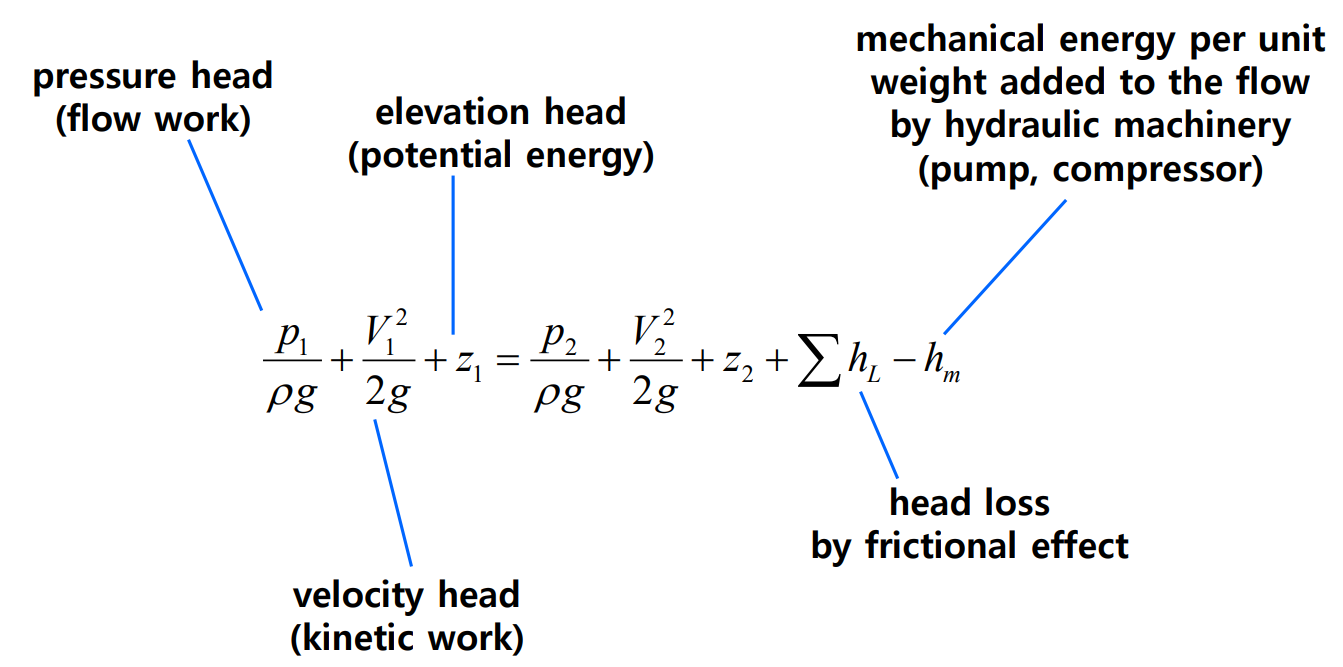 mechanical energy per unit
weight added to the flow
by hydraulic machinery
(pump, compressor)
pressure head
(flow work)
elevation head
(potential energy)
p₁/ρg + V₁²/2g + z₁ = p₂/ρg + V₂²/2g + z₂ + ∑h_L − h_m
head loss
by frictional effect
velocity head
(kinetic work)